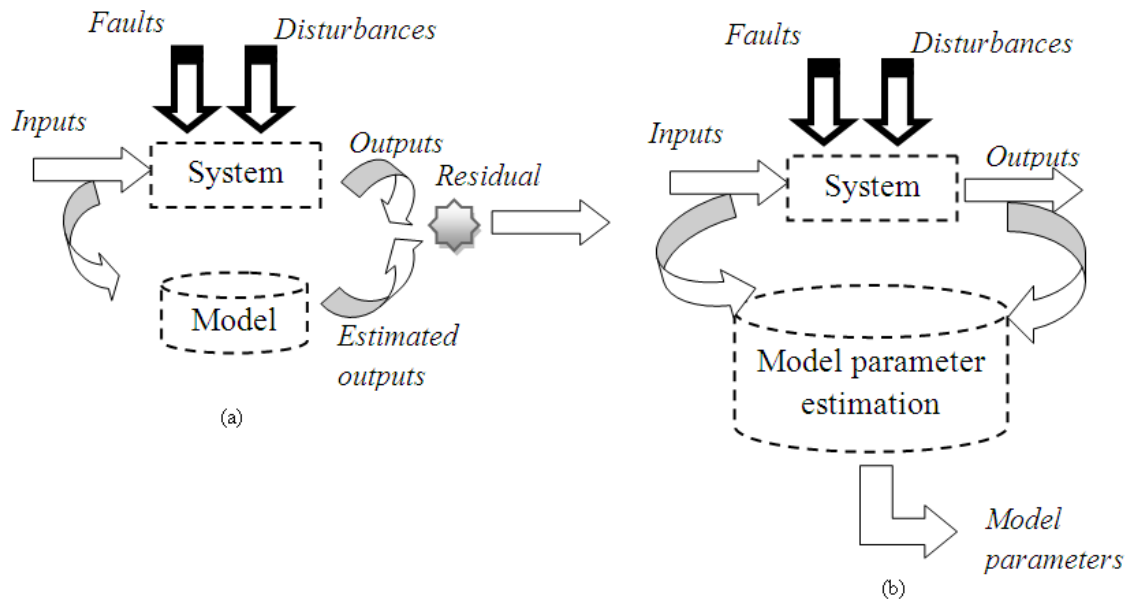 Faults
Disturbances
Inputs
System
Outputs
Residual
Model
Estimated
outputs
(a)
Faults
Disturbances
Inputs
System
Outputs
Model parameter
estimation
Model
parameters
(b)